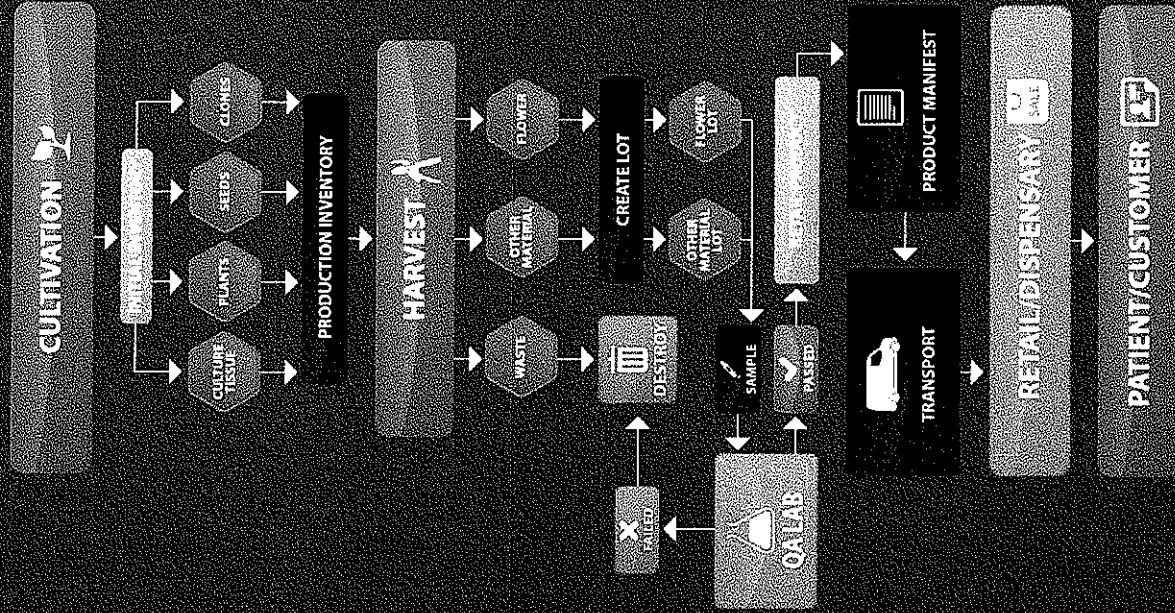 CULTIVATION
CULTURE
TISSUE
PLANTS
SEEDS
CLONES
PRODUCTION INVENTORY
HARVEST
WASTE
OTHER
MATERIAL
FLOWER
DESTROY
CREATE LOT
OTHER
MATERIAL
LOT
FLOWER
LOT
SAMPLE
FAILED
QA LAB
PASSED
PRODUCT MANIFEST
TRANSPORT
RETAIL/DISPENSARY
SALE
PATIENT/CUSTOMER